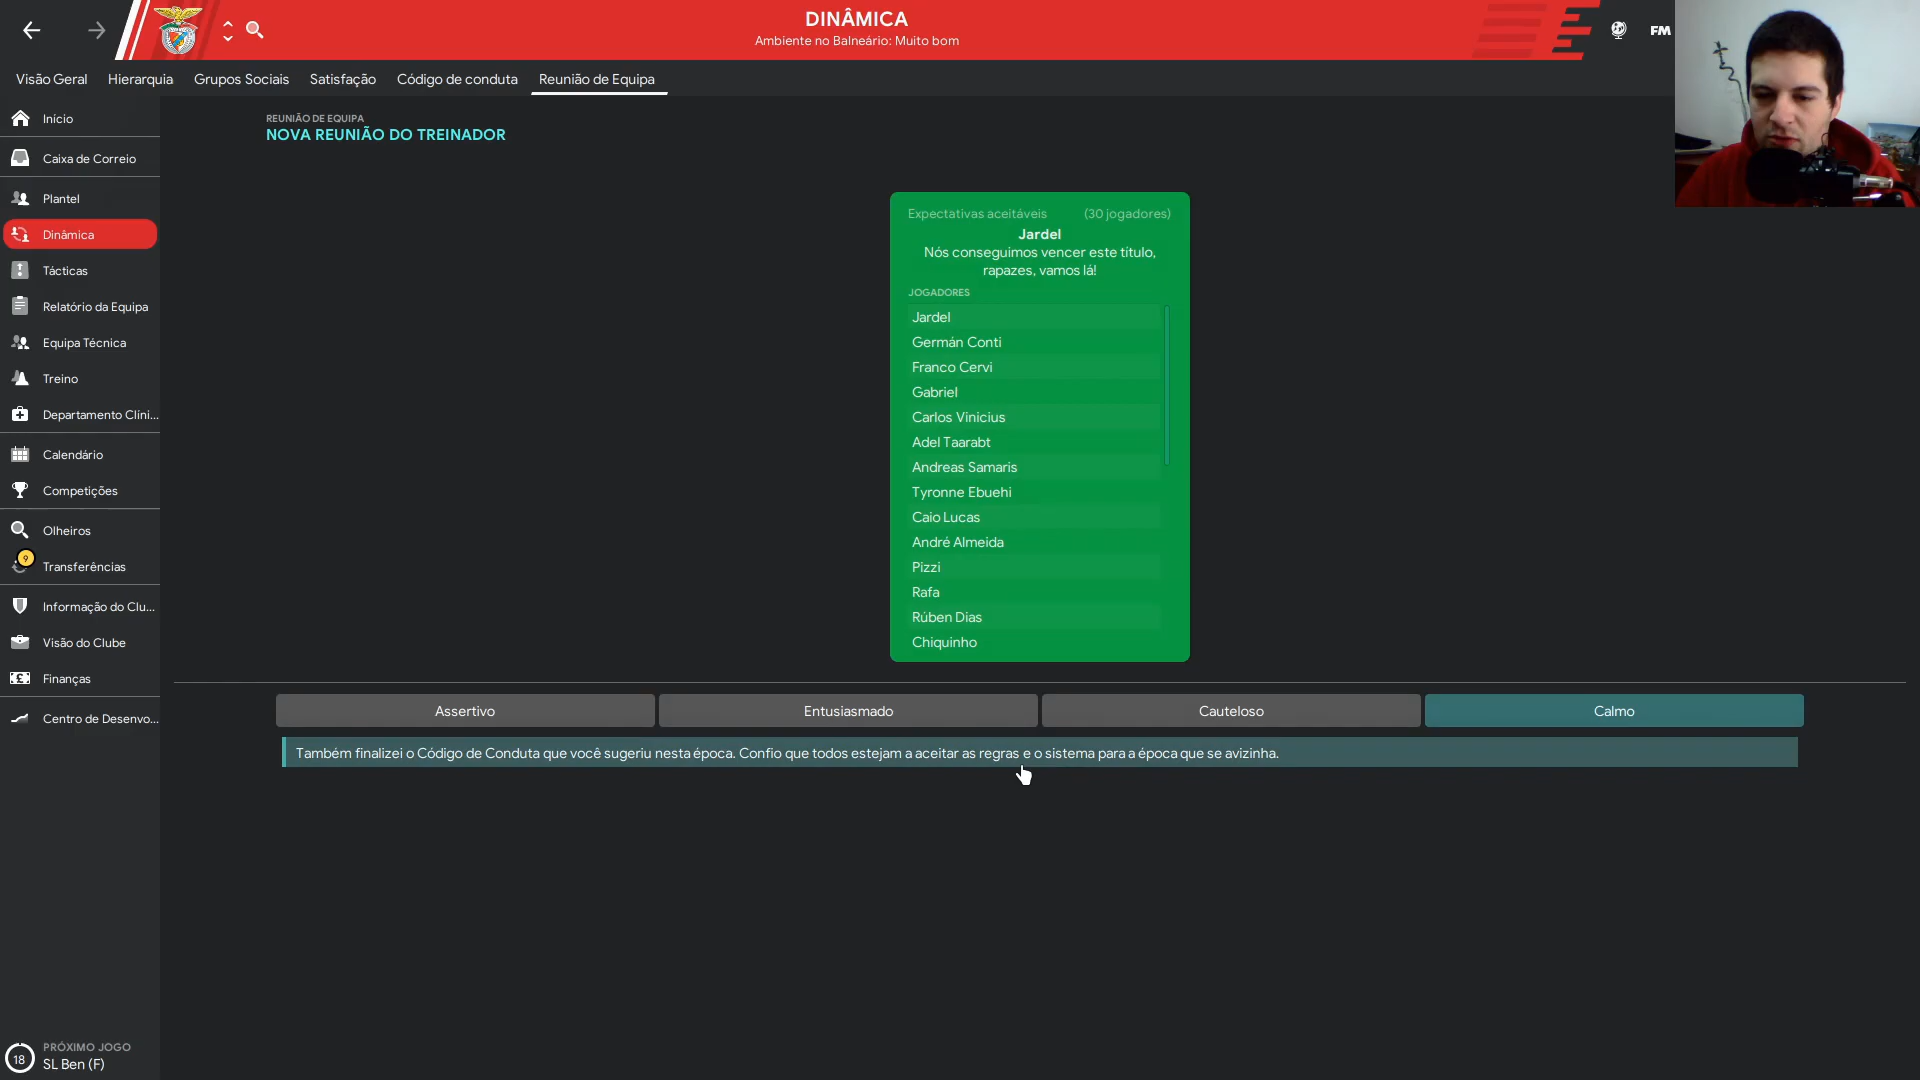 DINÂMICA
Ambiente no Balneário: Muito bom
FM
Visão Geral
Hierarquia
Grupos Sociais
Satisfação
Código de conduta
Reunião de Equipa
Início
Caixa de Correio
Plantel
Dinâmica
Tácticas
Relatório da Equipa
Equipa Técnica
Treino
Departamento Clíni...
Calendário
Competições
Olheiros
9
Transferências
Informação do Clu...
Visão do Clube
Finanças
Centro de Desenvo...
18
PRÓXIMO JOGO
SL Ben (F)
REUNIÃO DE EQUIPA
NOVA REUNIÃO DO TREINADOR
Expectativas aceitáveis (30 jogadores)
Jardel
Nós conseguimos vencer este título,
rapazes, vamos lá!
JOGADORES
Jardel
Germán Conti
Franco Cervi
Gabriel
Carlos Vinicius
Adel Taarabt
Andreas Samaris
Tyronne Ebuehi
Caio Lucas
André Almeida
Pizzi
Rafa
Rúben Dias
Chiquinho
Assertivo
Entusiasmado
Cauteloso
Calmo
Também finalizei o Código de Conduta que você sugeriu nesta época. Confio que todos estejam a aceitar as regras e o sistema para a época que se avizinha.